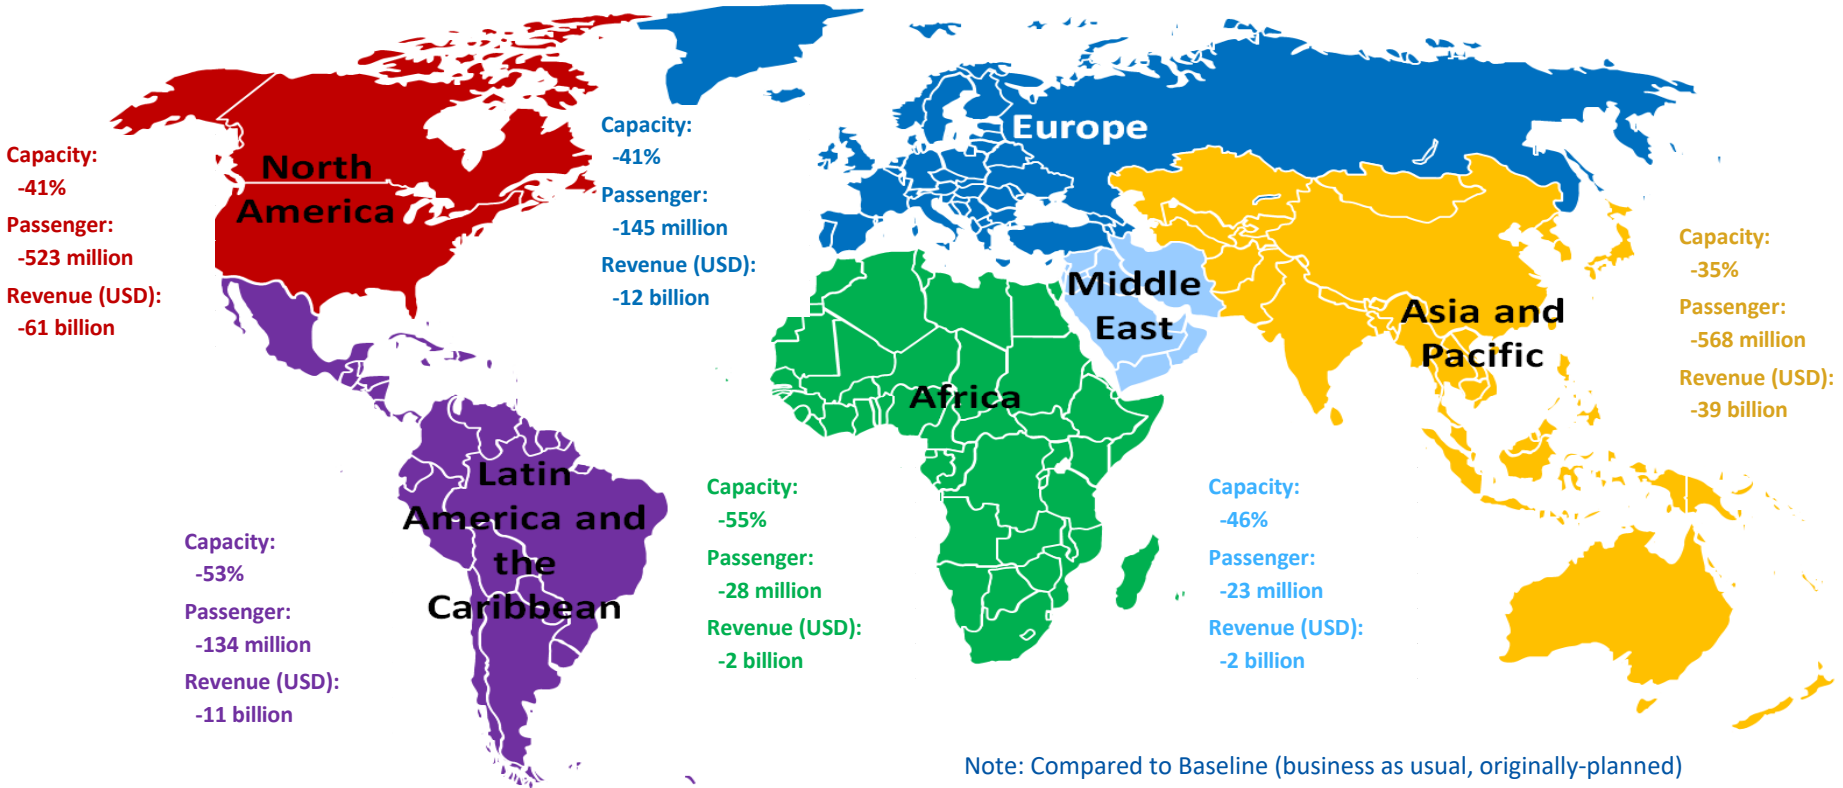 North
America
Capacity:
-41%
Passenger:
-523 million
Revenue (USD):
-61 billion
Europe
Capacity:
-41%
Passenger:
-145 million
Revenue (USD):
-12 billion
Middle
East
Asia and
Pacific
Capacity:
-35%
Passenger:
-568 million
Revenue (USD):
-39 billion
Africa
Latin
America and
the
Caribbean
Capacity:
-53%
Passenger:
-134 million
Revenue (USD):
-11 billion
Capacity:
-55%
Passenger:
-28 million
Revenue (USD):
-2 billion
Capacity:
-46%
Passenger:
-23 million
Revenue (USD):
-2 billion
Note: Compared to Baseline (business as usual, originally-planned)